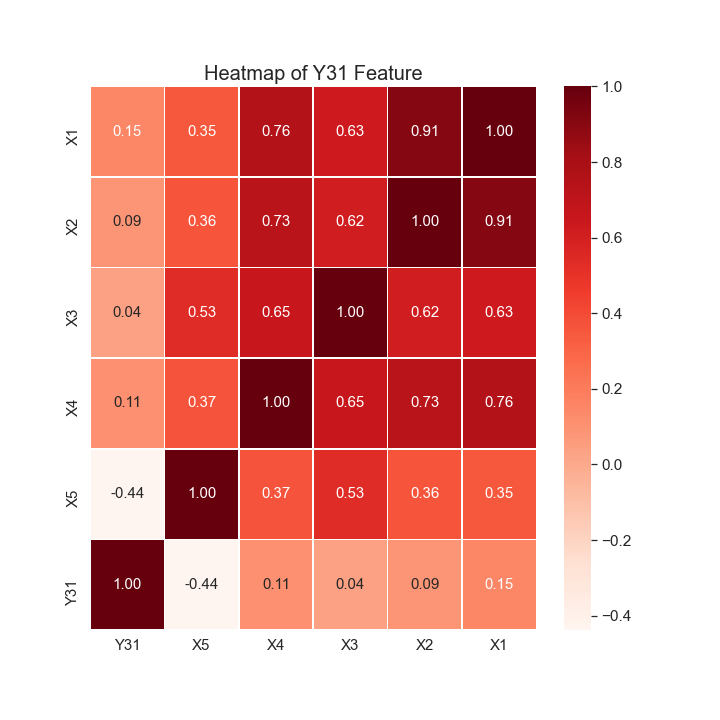 Heatmap of Y31 Feature
X1 0.15 0.35 0.76 0.63 0.91 1.00
X2 0.09 0.36 0.73 0.62 1.00 0.91
X3 0.04 0.53 0.65 1.00 0.62 0.63
X4 0.11 0.37 1.00 0.65 0.73 0.76
X5 -0.44 1.00 0.37 0.53 0.36 0.35
Y31 1.00 -0.44 0.11 0.04 0.09 0.15
Y31 X5 X4 X3 X2 X1
1.0
0.8
0.6
0.4
0.2
0.0
−0.2
−0.4